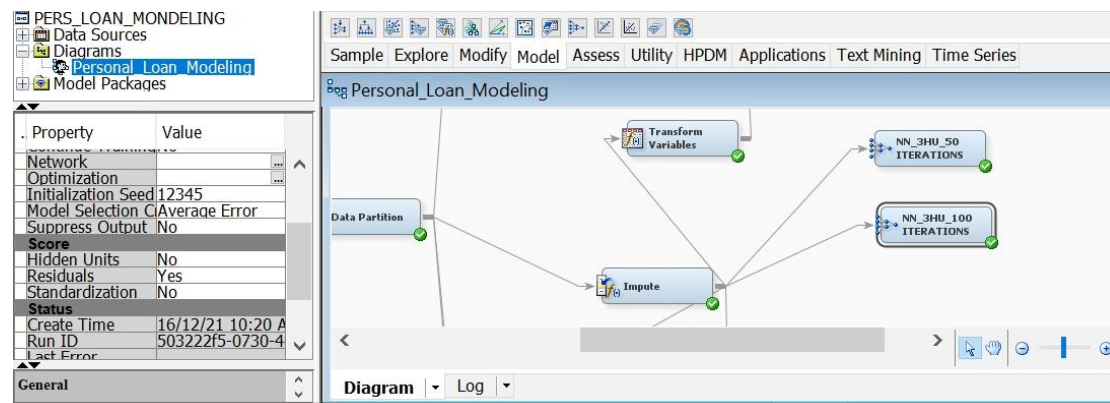 PERS_LOAN_MONDELING
Data Sources
Diagrams
Personal_Loan_Modeling
Model Packages
. Property Value
Network
Optimization
Initialization Seed 12345
Model Selection C Average Error
Suppress Output No
Score
Hidden Units No
Residuals Yes
Standardization No
Status
Create Time 16/12/21 10:20 A
Run ID 503222f5-0730-4
Last Error
General
Sample Explore Modify Model Assess Utility HPDM Applications Text Mining Time Series
Personal_Loan_Modeling
Transform
Variables
NN_3HU_50
ITERATIONS
Data Partition
NN_3HU_100
ITERATIONS
Impute
Diagram Log